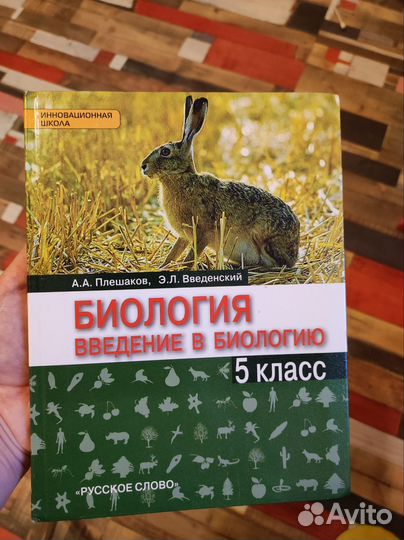 ИННОВАЦИОННАЯ
ШКОЛА
А.А. Плешаков, Э.Л. Введенский
БИОЛОГИЯ
ВВЕДЕНИЕ В БИОЛОГИЮ
5 КЛАСС
«РУССКОЕ СЛОВО»
Avito